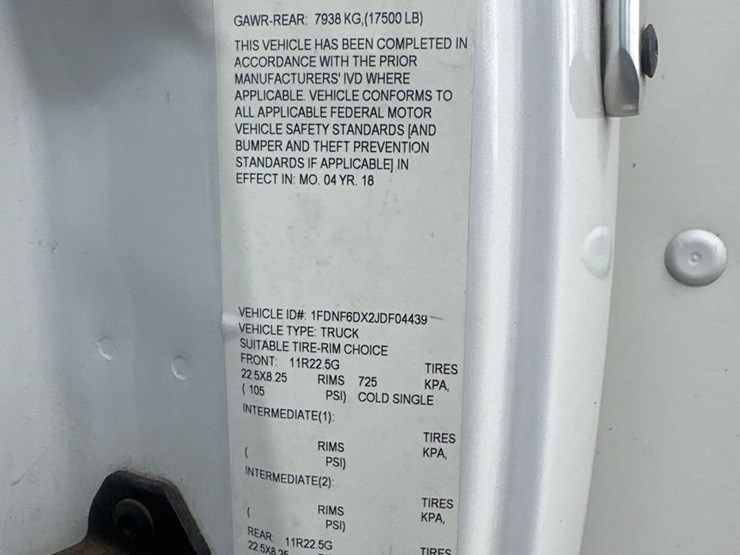 GAWR-REAR: 7938 KG,(17500 LB)
THIS VEHICLE HAS BEEN COMPLETED IN
ACCORDANCE WITH THE PRIOR
MANUFACTURERS' IVD WHERE
APPLICABLE. VEHICLE CONFORMS TO
ALL APPLICABLE FEDERAL MOTOR
VEHICLE SAFETY STANDARDS [AND
BUMPER AND THEFT PREVENTION
STANDARDS IF APPLICABLE] IN
EFFECT IN: MO. 04 YR. 18
VEHICLE ID#: 1FDNF6DX2JDF04439
VEHICLE TYPE: TRUCK
SUITABLE TIRE-RIM CHOICE
FRONT: 11R22.5G TIRES
22.5X8.25 RIMS 725 KPA,
( 105 PSI) COLD SINGLE
INTERMEDIATE(1):
TIRES
RIMS KPA,
( PSI)
INTERMEDIATE(2):
TIRES
RIMS KPA,
( PSI)
REAR: 11R22.5G TIRES
22.5X8.25